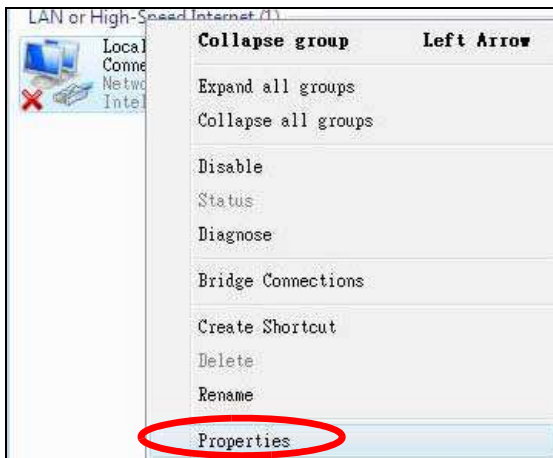 LAN or High-Speed Internet (1)
Local
Conne
Netwo
Intel
Collapse group Left Arrow
Expand all groups
Collapse all groups
Disable
Status
Diagnose
Bridge Connections
Create Shortcut
Delete
Rename
Properties